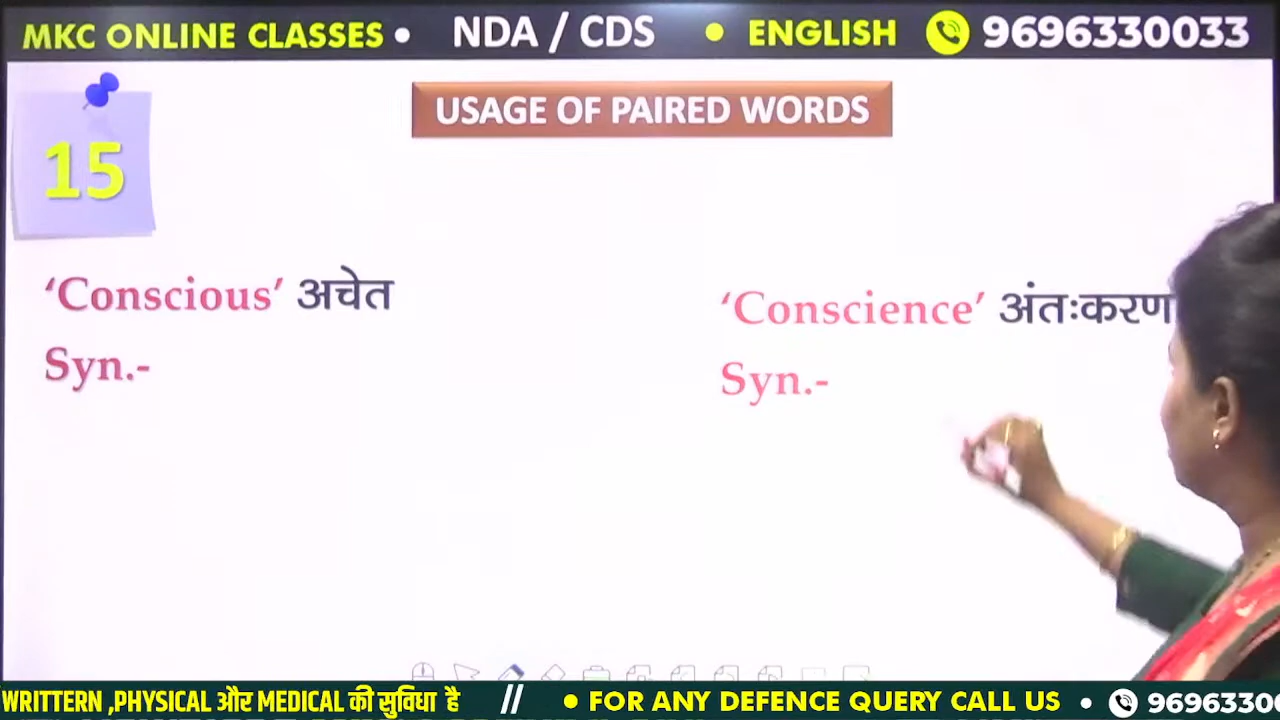 MKC ONLINE CLASSES • NDA / CDS • ENGLISH 9696330033
USAGE OF PAIRED WORDS
15
‘Conscious’ अचेत
Syn.-
‘Conscience’ अंतःकरण
Syn.-
WRITTERN ,PHYSICAL और MEDICAL की सुविधा है // • FOR ANY DEFENCE QUERY CALL US • 9696330